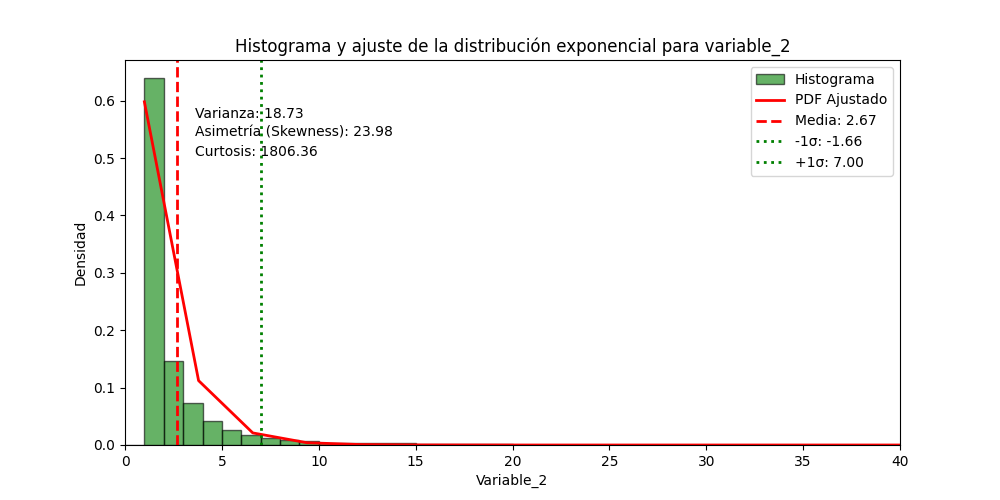 Histograma y ajuste de la distribución exponencial para variable_2
Varianza: 18.73
Asimetría (Skewness): 23.98
Curtosis: 1806.36
Histograma
PDF Ajustado
Media: 2.67
-1σ: -1.66
+1σ: 7.00
Densidad
0.6
0.5
0.4
0.3
0.2
0.1
0.0
0 5 10 15 20 25 30 35 40
Variable_2